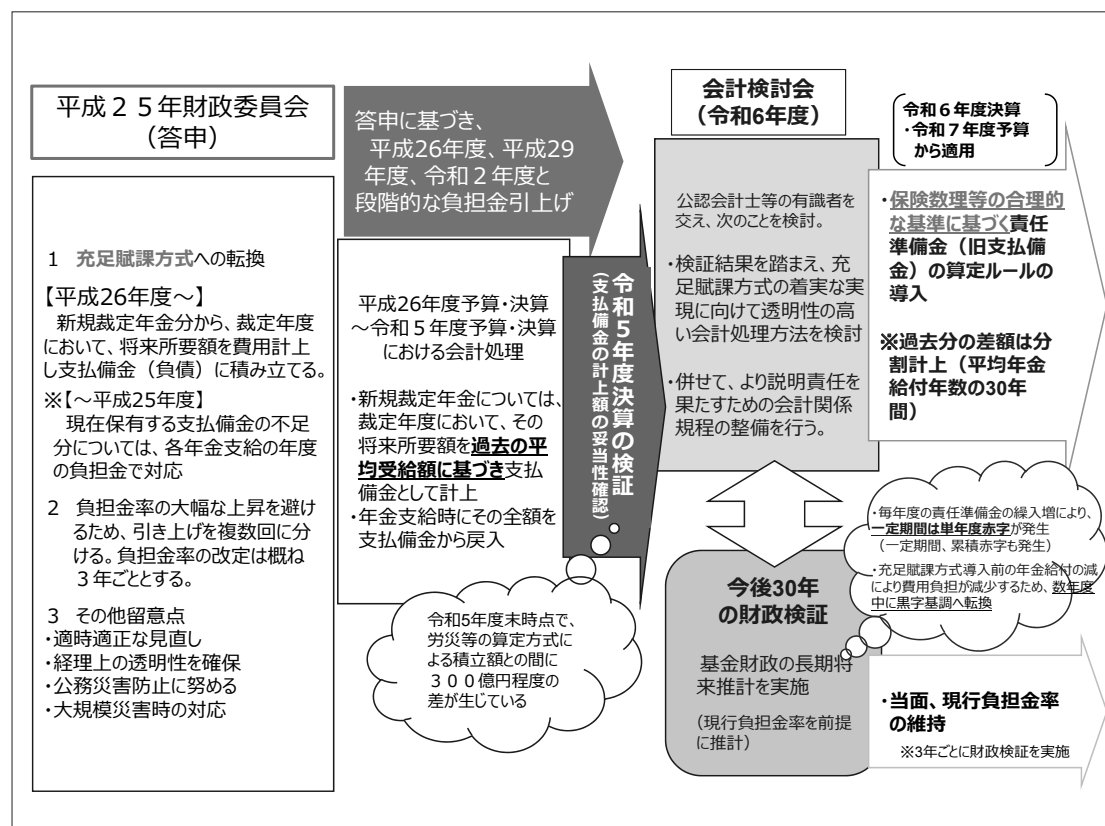 平成２５年財政委員会
（答申）
1　充足賦課方式への転換
【平成26年度～】
新規裁定年金分から、裁定年度
において、将来所要額を費用計上
し支払備金（負債）に積み立てる。
※【～平成25年度】
現在保有する支払備金の不足
分については、各年金支給の年度
の負担金で対応
2　負担金率の大幅な上昇を避け
るため、引き上げを複数回に分
ける。負担金率の改定は概ね
３年ごととする。
3　その他留意点
・適時適正な見直し
・経理上の透明性を確保
・公務災害防止に努める
・大規模災害時の対応
答申に基づき、
平成26年度、平成29
年度、令和２年度と
段階的な負担金引上げ
平成26年度予算・決算
～令和５年度予算・決算
における会計処理
・新規裁定年金については、
裁定年度において、その
将来所要額を過去の平
均受給額に基づき支払
備金として計上
・年金支給時にその全額を
支払備金から戻入
令和５年度決算の検証
（支払備金の計上額の妥当性確認）
令和5年度末時点で、
労災等の算定方式に
よる積立額との間に
３００億円程度の
差が生じている
会計検討会
（令和6年度）
公認会計士等の有識者を
交え、次のことを検討。
・検証結果を踏まえ、充
足賦課方式の着実な実
現に向けて透明性の高
い会計処理方法を検討
・併せて、より説明責任を
果たすための会計関係
規程の整備を行う。
今後30年
の財政検証
基金財政の長期将
来推計を実施
（現行負担金率を前提
に推計）
令和６年度決算
・令和７年度予算
から適用
・保険数理等の合理的
な基準に基づく責任
準備金（旧支払備
金）の算定ルールの
導入
※過去分の差額は分
割計上（平均年金
給付年数の30年
間）
・毎年度の責任準備金の繰入増により、
一定期間は単年度赤字が発生
（一定期間、累積赤字も発生）
・充足賦課方式導入前の年金給付の減
により費用負担が減少するため、数年度
中に黒字基調へ転換
・当面、現行負担金率
の維持
※3年ごとに財政検証を実施